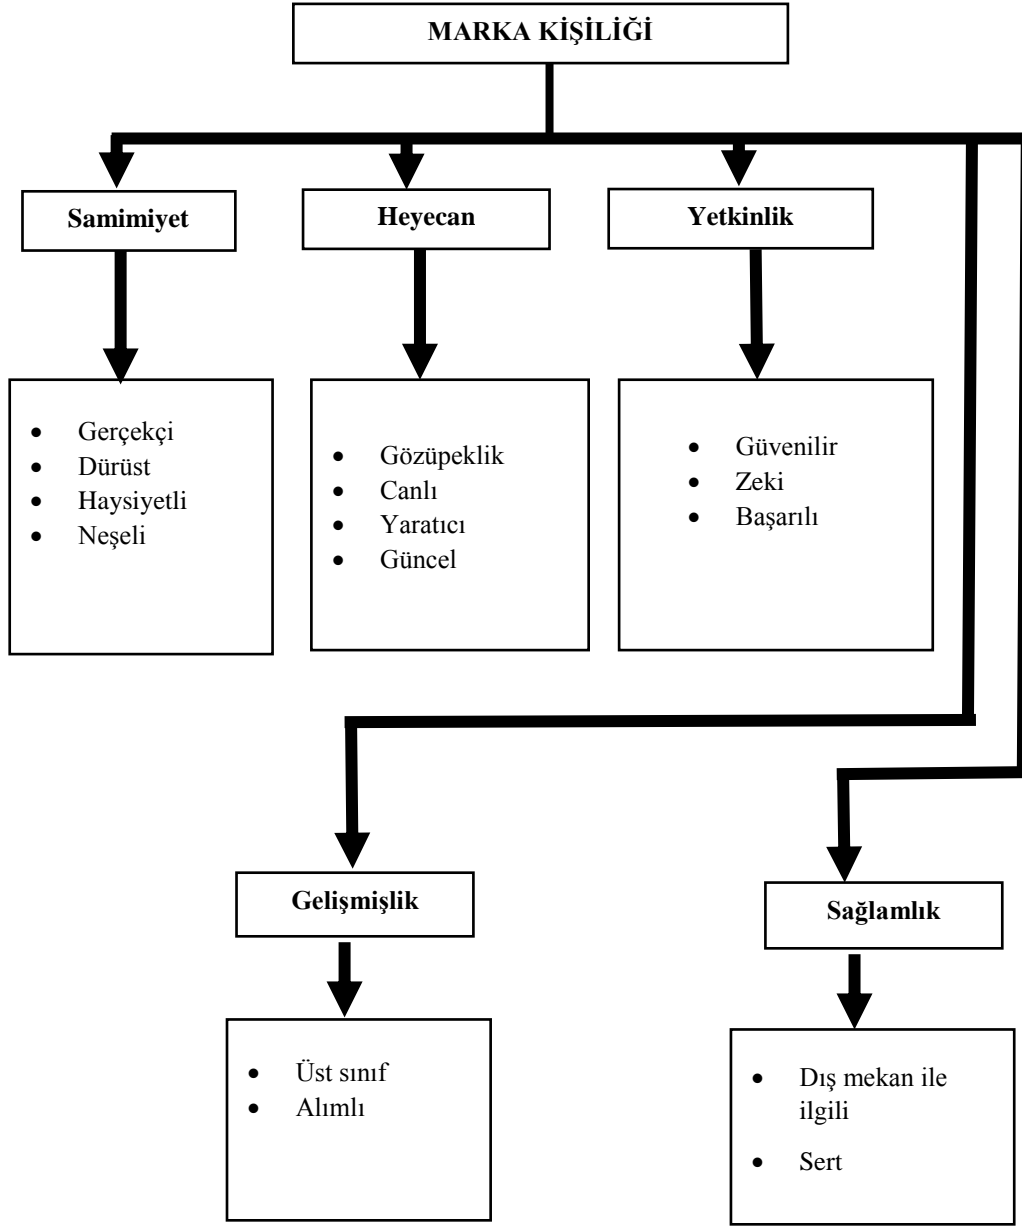 MARKA KİŞİLİĞİ
Samimiyet
Heyecan
Yetkinlik
• Gerçekçi
• Dürüst
• Haysiyetli
• Neşeli
• Gözüpeklik
• Canlı
• Yaratıcı
• Güncel
• Güvenilir
• Zeki
• Başarılı
Gelişmişlik
Sağlamlık
• Üst sınıf
• Alımlı
• Dış mekan ile
ilgili
• Sert